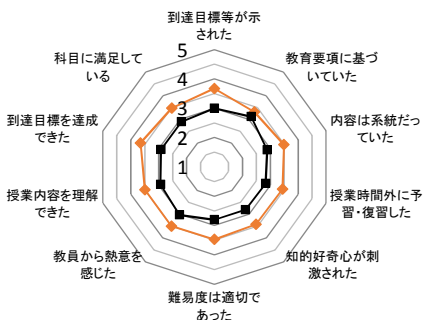 到達目標等が示
された
教育要項に基づ
いていた
内容は系統だっ
ていた
授業時間外に予
習・復習した
知的好奇心が刺
激された
難易度は適切で
あった
教員から熱意を
感じた
授業内容を理解
できた
到達目標を達成
できた
科目に満足して
いる
5
4
3
2
1